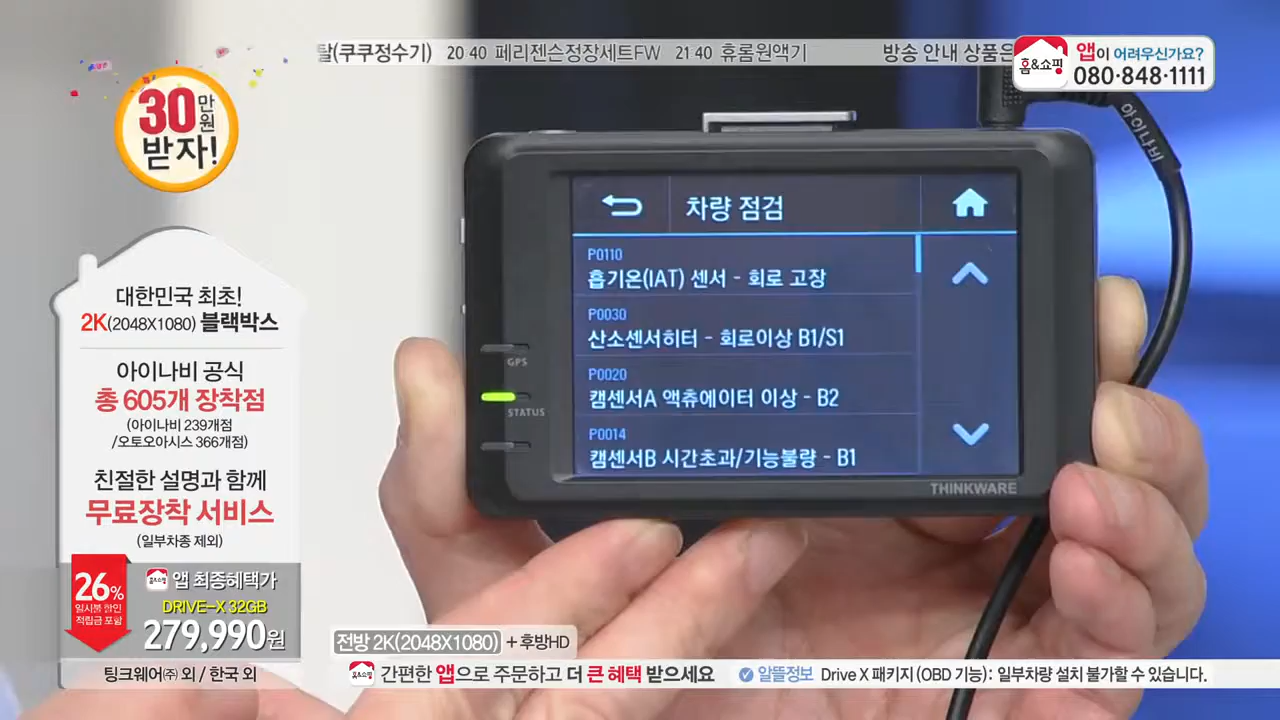 탈(쿠쿠정수기) 20 40 페리젠슨정장세트FW 21 40 휴롬원액기 방송 안내 상품은
홈&쇼핑
앱이 어려우신가요?
080·848·1111
30만원
받자!
아이나비
차량 점검
P0110
흡기온(IAT) 센서 - 회로 고장
P0030
산소센서히터 - 회로이상 B1/S1
P0020
캠센서A 액츄에이터 이상 - B2
P0014
캠센서B 시간초과/기능불량 - B1
GPS
STATUS
THINKWARE
대한민국 최초!
2K(2048X1080) 블랙박스
아이나비 공식
총 605개 장착점
(아이나비 239개점
/오토오아시스 366개점)
친절한 설명과 함께
무료장착 서비스
(일부차종 제외)
26%
일시불 할인
적립금 포함
홈&쇼핑 앱 최종혜택가
DRIVE-X 32GB
279,990원
팅크웨어㈜ 외 / 한국 외
전방 2K(2048X1080) + 후방HD
홈&쇼핑 간편한 앱으로 주문하고 더 큰 혜택 받으세요
알뜰정보 Drive X 패키지 (OBD 기능): 일부차량 설치 불가할 수 있습니다.